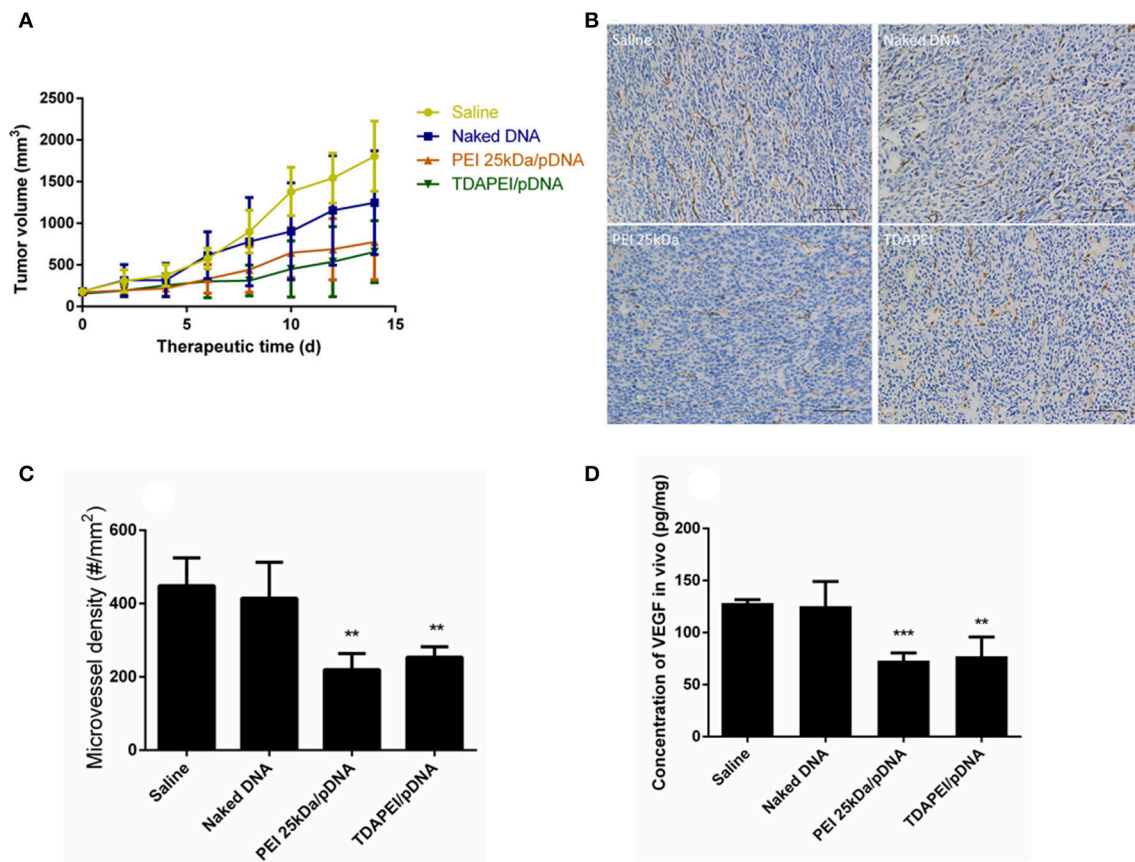 A
2500
2000
1500
1000
500
0
0
5
10
15
Tumor volume (mm³)
Therapeutic time (d)
Saline
Naked DNA
PEI 25kDa/pDNA
TDAPEI/pDNA
B
Saline
Naked DNA
PEI 25kDa
TDAPEI
C
600
400
200
0
Microvessel density (#/mm²)
**
**
Saline
Naked DNA
PEI 25kDa/pDNA
TDAPEI/pDNA
D
200
150
100
50
0
Concentration of VEGF in vivo (pg/mg)
***
**
Saline
Naked DNA
PEI 25kDa/pDNA
TDAPEI/pDNA